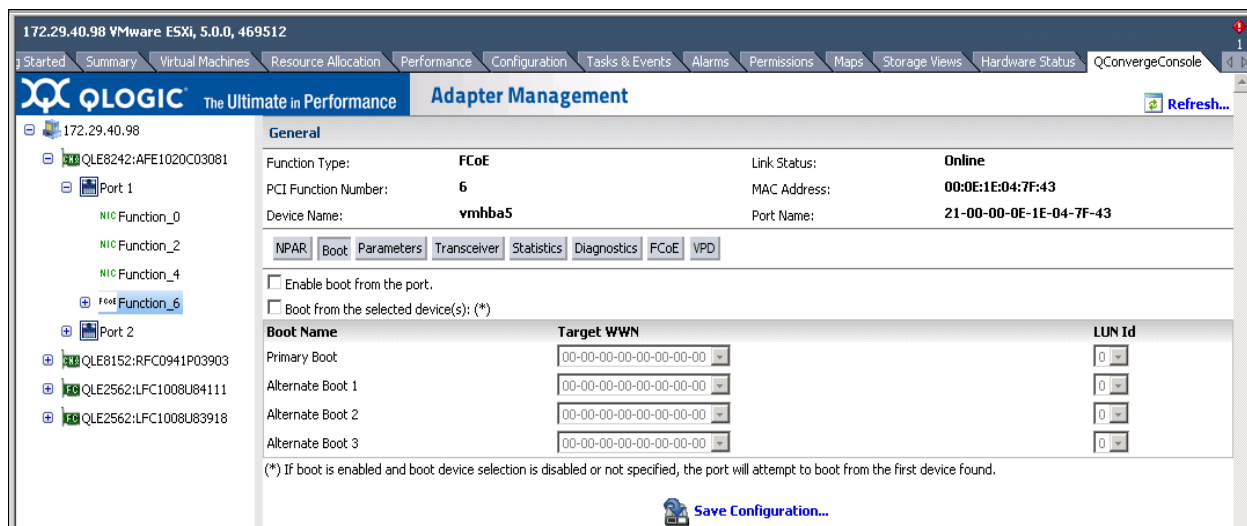 172.29.40.98 VMware ESXi, 5.0.0, 469512
1
g Started Summary Virtual Machines Resource Allocation Performance Configuration Tasks & Events Alarms Permissions Maps Storage Views Hardware Status QConvergeConsole
QLOGIC The Ultimate in Performance Adapter Management
Refresh...
172.29.40.98
QLE8242:AFE1020C03081
Port 1
NIC Function_0
NIC Function_2
NIC Function_4
FCoE Function_6
Port 2
QLE8152:RFC0941P03903
FC QLE2562:LFC1008U84111
FC QLE2562:LFC1008U83918
General
Function Type: FCoE Link Status: Online
PCI Function Number: 6 MAC Address: 00:0E:1E:04:7F:43
Device Name: vmhba5 Port Name: 21-00-00-0E-1E-04-7F-43
NPAR Boot Parameters Transceiver Statistics Diagnostics FCoE VPD
Enable boot from the port.
Boot from the selected device(s): (*)
Boot Name Target WWN LUN Id
Primary Boot 00-00-00-00-00-00-00-00 0
Alternate Boot 1 00-00-00-00-00-00-00-00 0
Alternate Boot 2 00-00-00-00-00-00-00-00 0
Alternate Boot 3 00-00-00-00-00-00-00-00 0
(*) If boot is enabled and boot device selection is disabled or not specified, the port will attempt to boot from the first device found.
Save Configuration...